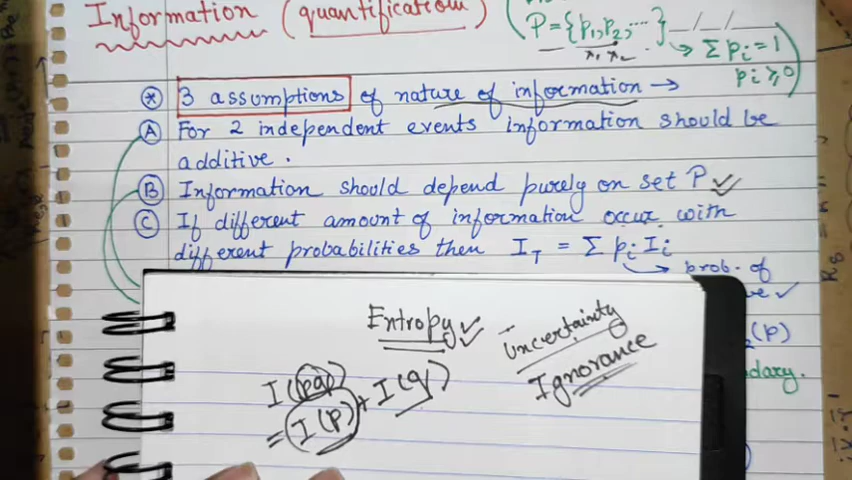 Information (quantification)
P = {p₁, p₂, ....}
x₁ x₂
→ Σ pᵢ = 1
pᵢ ≥ 0
* 3 assumptions of nature of information →
A For 2 independent events information should be
additive.
B Information should depend purely on set P ✓
C If different amount of information occur with
different probabilities then I_T = Σ pᵢ Iᵢ
→ prob. of
✓
(p)
dary.
Entropy ✓
Uncertainty
Ignorance
I(pq)
= I(p) + I(q)